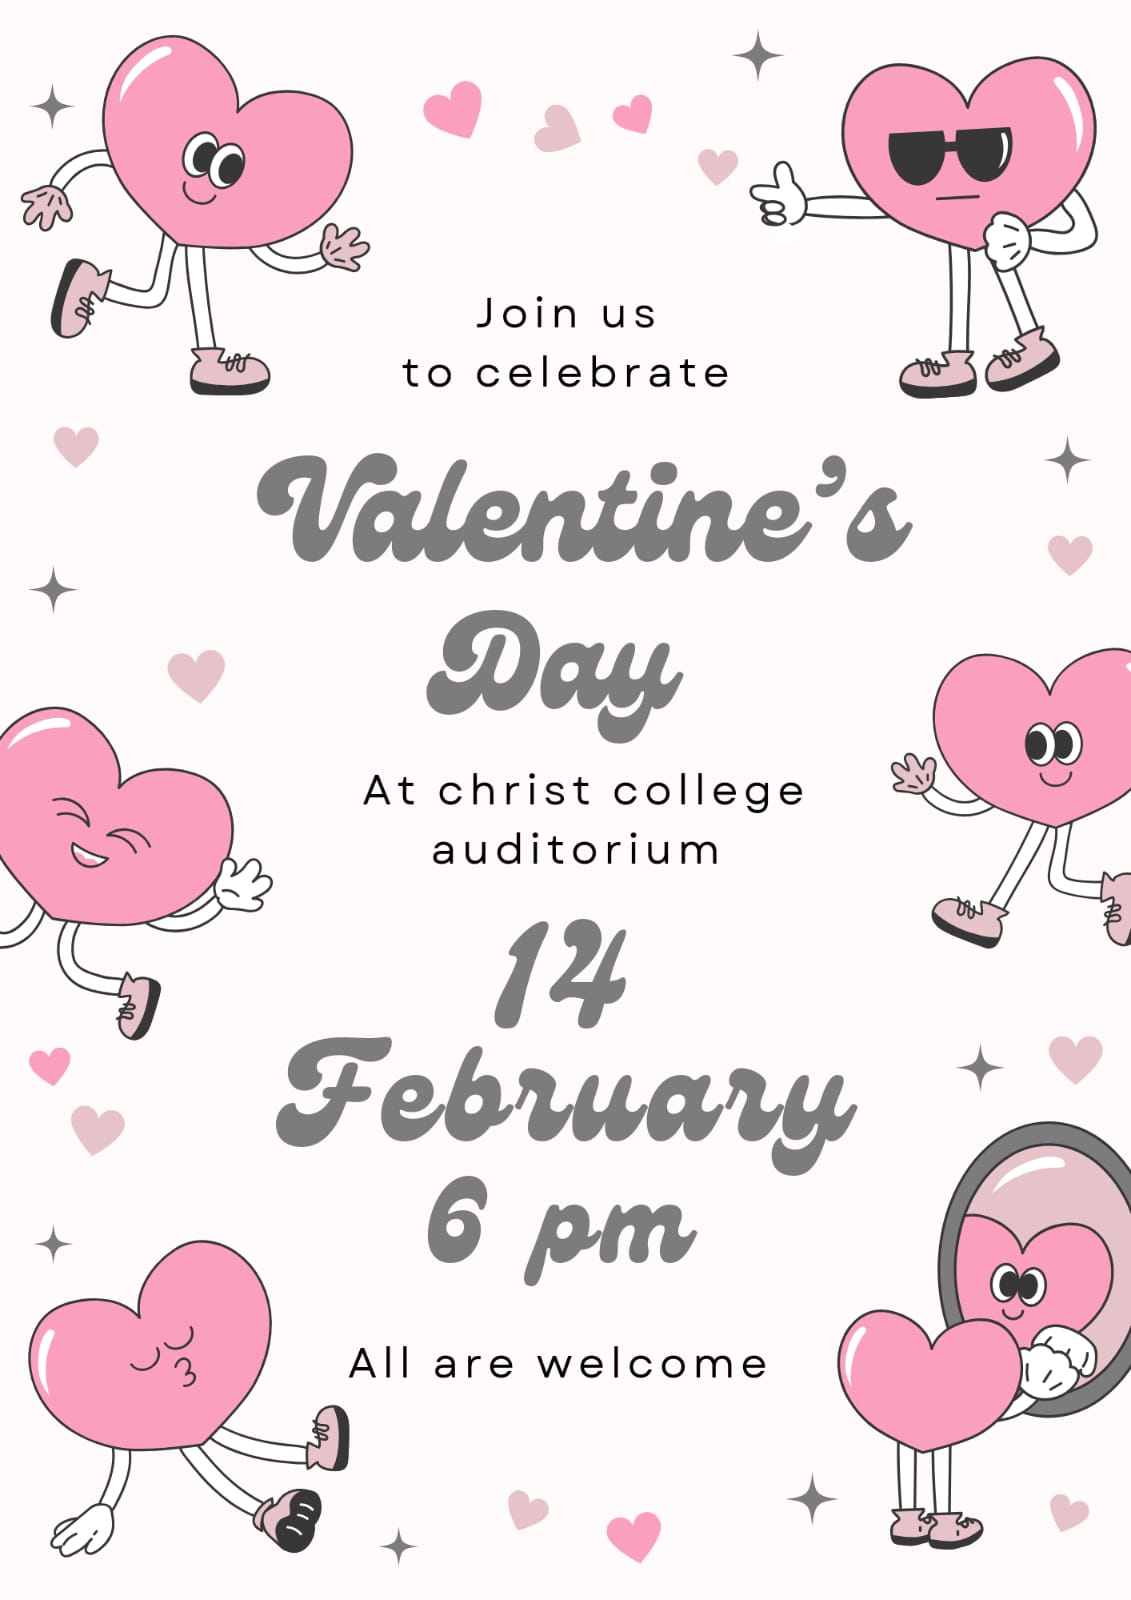 Join us
to celebrate
Valentine's
Day
At christ college
auditorium
14
February
6 pm
All are welcome